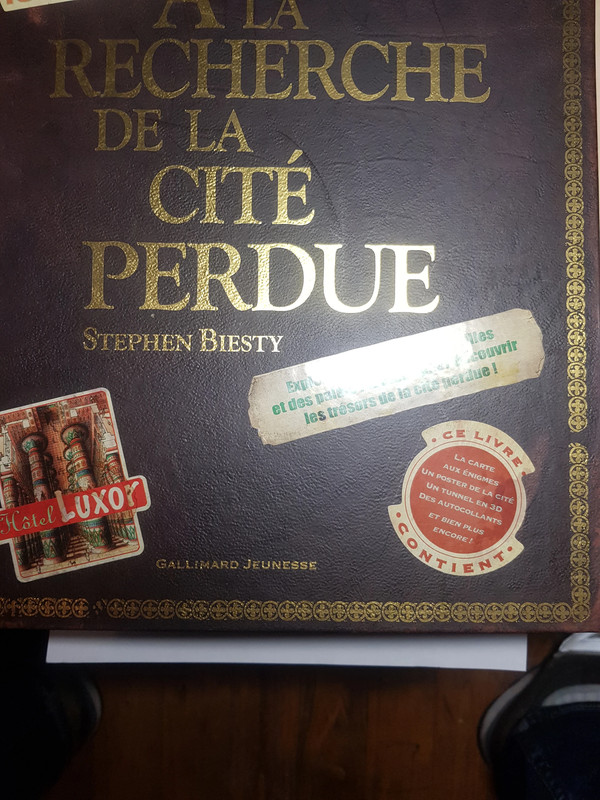 À LA
RECHERCHE
DE LA
CITÉ
PERDUE
STEPHEN BIESTY
et des
les trésors de la cité perdue !
Hôtel LUXOR
• CE LIVRE
LA CARTE
AUX ÉNIGMES
UN POSTER DE LA CITÉ
UN TUNNEL EN 3D
DES AUTOCOLLANTS
ET BIEN PLUS
ENCORE !
CONTIENT •
GALLIMARD JEUNESSE